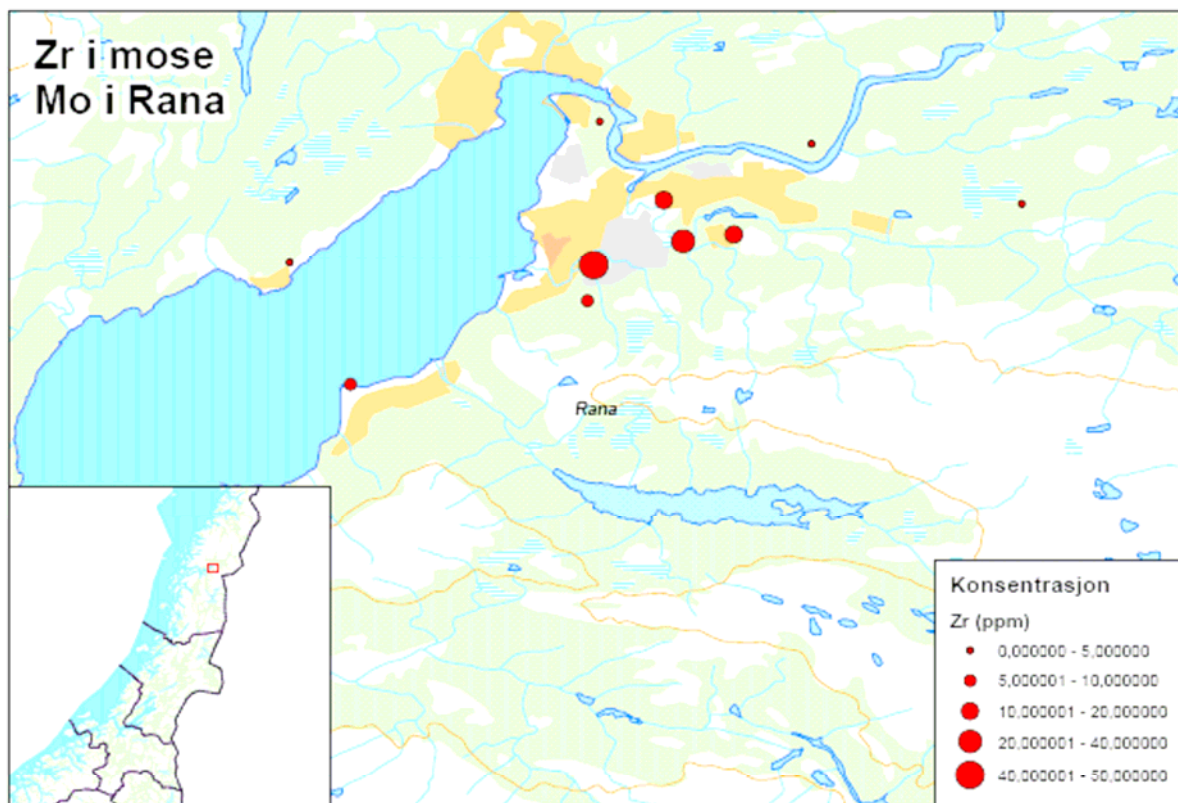 Zr i mose
Mo i Rana
Rana
Konsentrasjon
Zr (ppm)
0,000000 - 5,000000
5,000001 - 10,000000
10,000001 - 20,000000
20,000001 - 40,000000
40,000001 - 50,000000